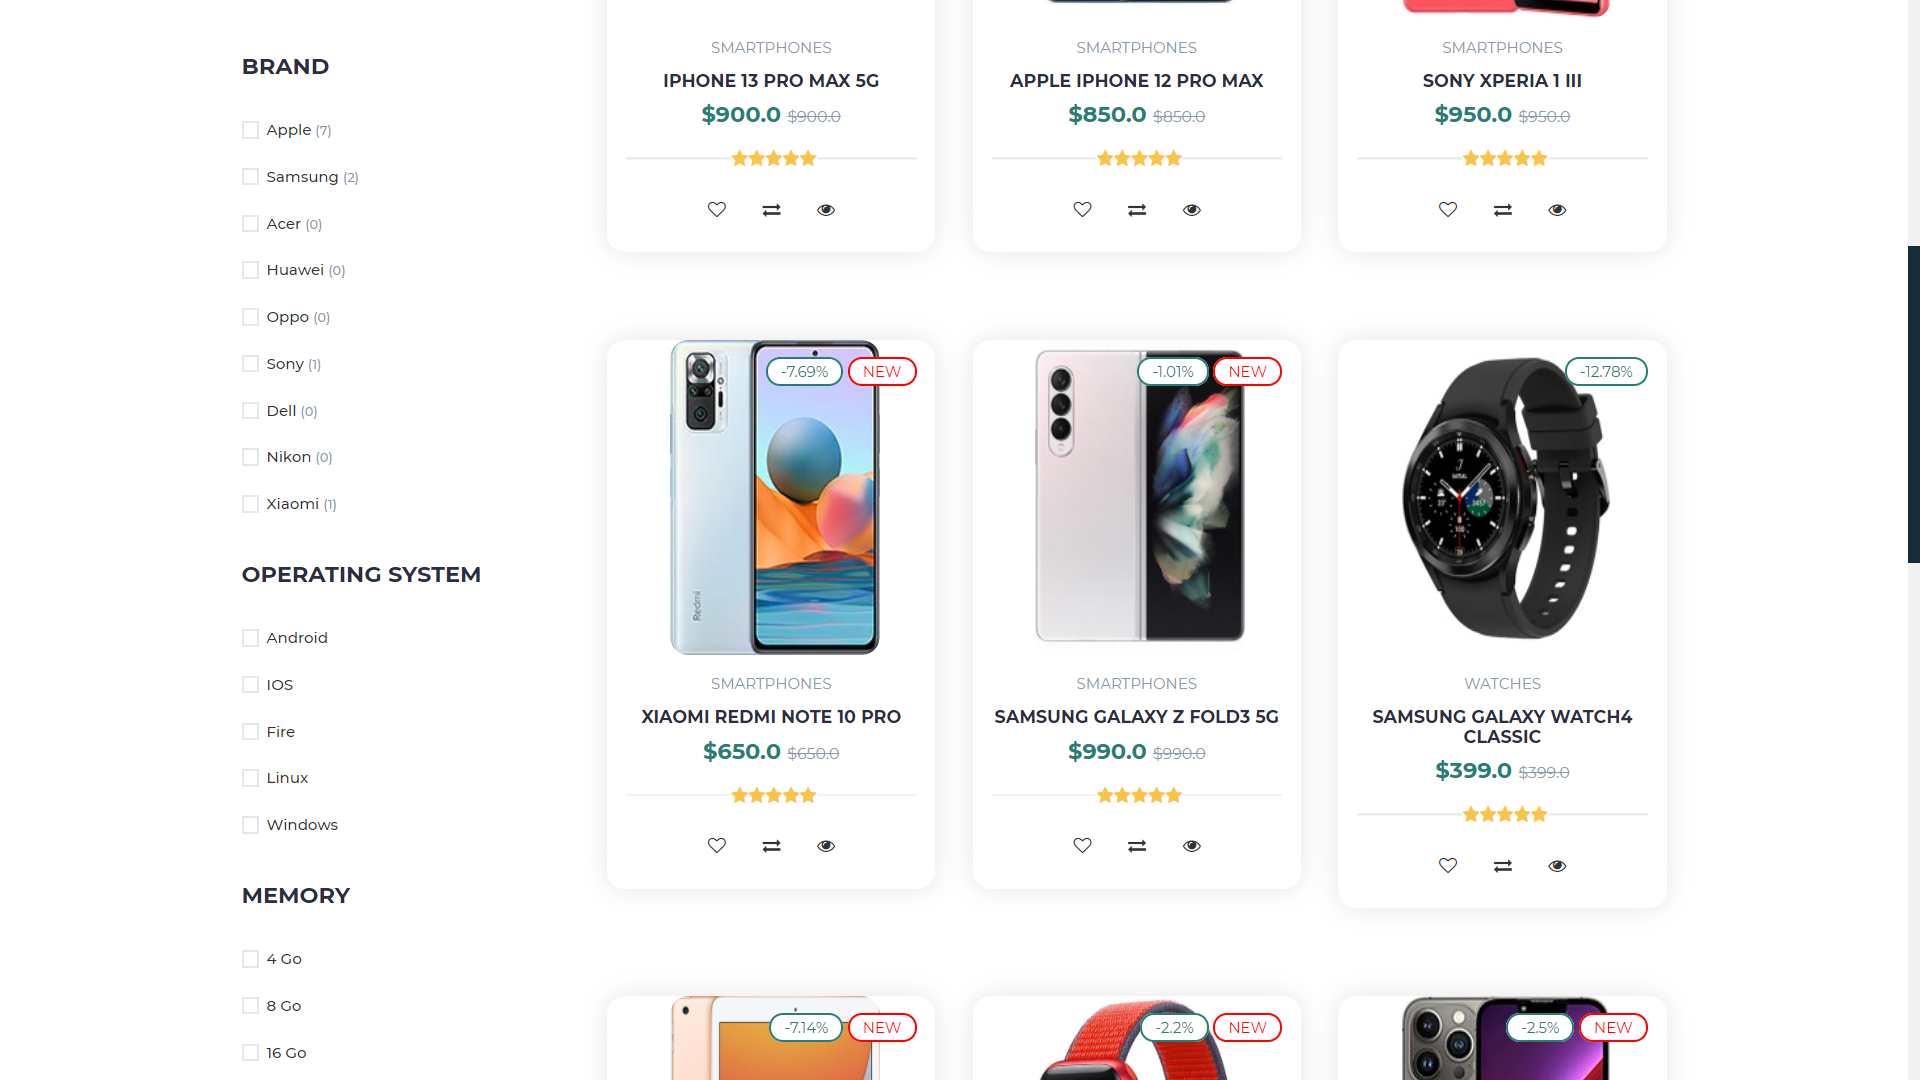 BRAND
Apple (7)
Samsung (2)
Acer (0)
Huawei (0)
Oppo (0)
Sony (1)
Dell (0)
Nikon (0)
Xiaomi (1)
OPERATING SYSTEM
Android
IOS
Fire
Linux
Windows
MEMORY
4 Go
8 Go
16 Go
SMARTPHONES
IPHONE 13 PRO MAX 5G
$900.0 $900.0
SMARTPHONES
APPLE IPHONE 12 PRO MAX
$850.0 $850.0
SMARTPHONES
SONY XPERIA 1 III
$950.0 $950.0
-7.69% NEW
Redmi
SMARTPHONES
XIAOMI REDMI NOTE 10 PRO
$650.0 $650.0
-1.01% NEW
SMARTPHONES
SAMSUNG GALAXY Z FOLD3 5G
$990.0 $990.0
-12.78%
WATCHES
SAMSUNG GALAXY WATCH4
CLASSIC
$399.0 $399.0
-7.14% NEW
-2.2% NEW
-2.5% NEW